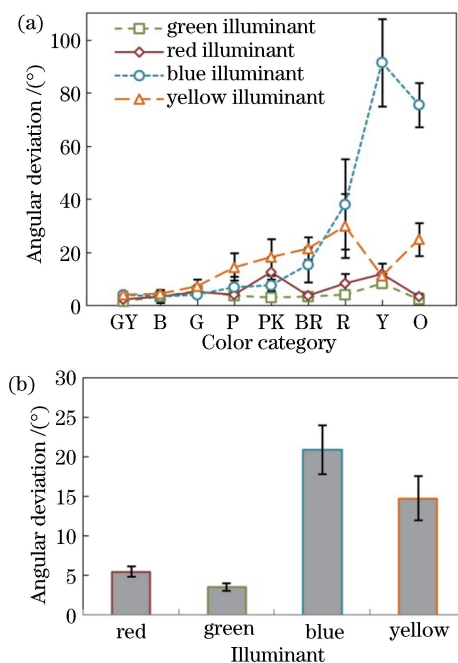 (a)
green illuminant
red illuminant
blue illuminant
yellow illuminant
100
80
60
40
20
0
Angular deviation /(°)
GY B G P PK BR R Y O
Color category
(b)
30
25
20
15
10
5
0
Angular deviation /(°)
red green blue yellow
Illuminant